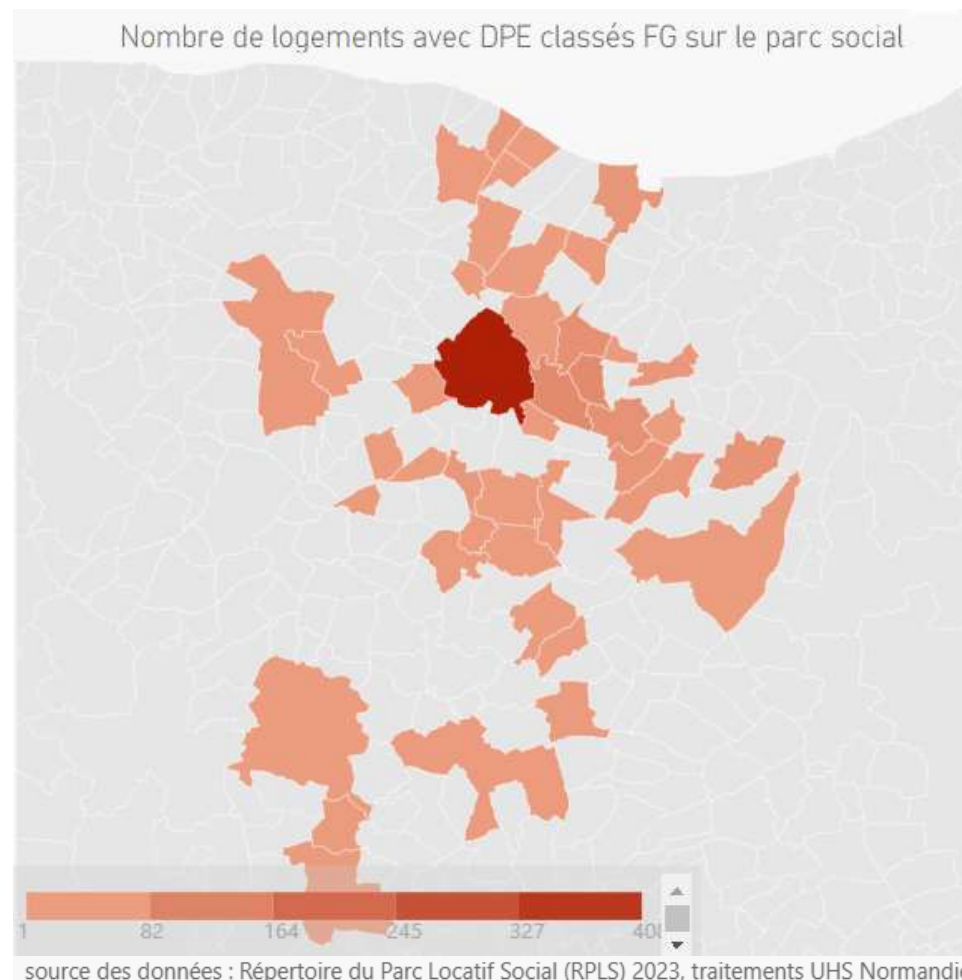 Nombre de logements avec DPE classés FG sur le parc social
1 82 164 245 327 408
source des données : Répertoire du Parc Locatif Social (RPLS) 2023, traitements UHS Normandie